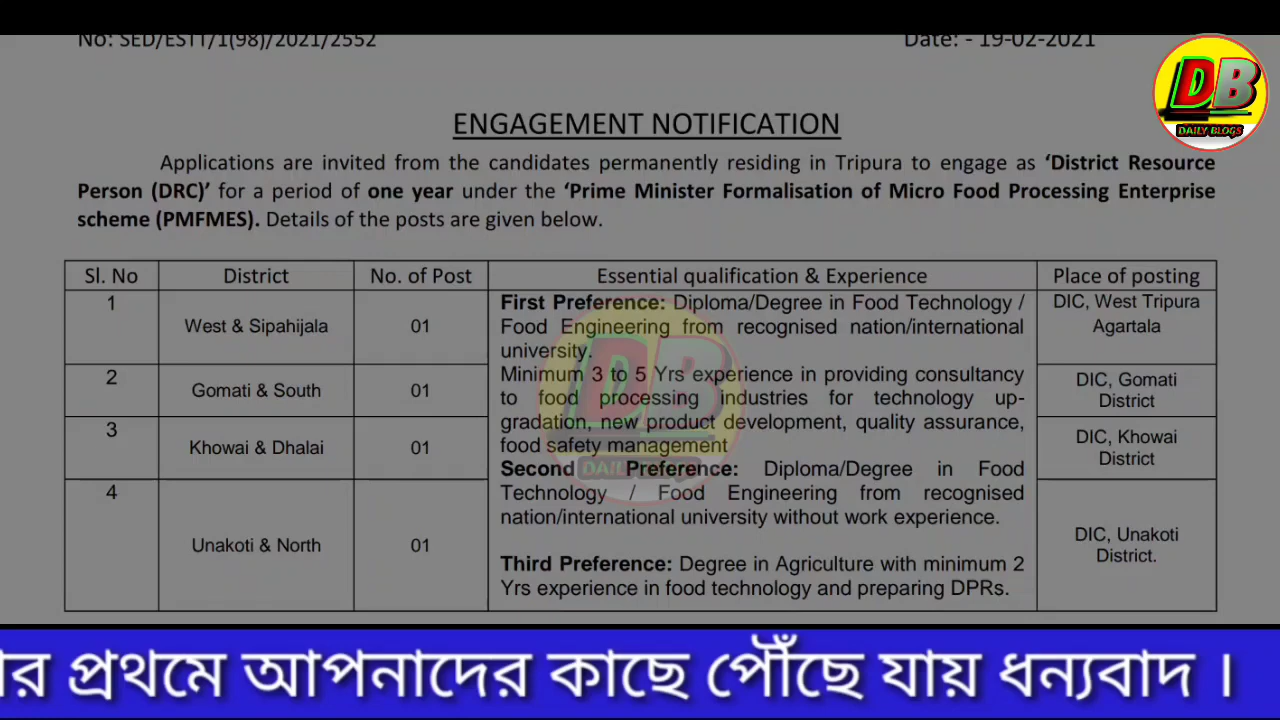 No: SED/ESTT/1(98)/2021/2552 Date: - 19-02-2021
DB
DAILY BLOGS
ENGAGEMENT NOTIFICATION
Applications are invited from the candidates permanently residing in Tripura to engage as ‘District Resource
Person (DRC)’ for a period of one year under the ‘Prime Minister Formalisation of Micro Food Processing Enterprise
scheme (PMFMES). Details of the posts are given below.
Sl. No District No. of Post Essential qualification & Experience Place of posting
1 West & Sipahijala 01 DIC, West Tripura
Agartala
2 Gomati & South 01 DIC, Gomati
District
3 Khowai & Dhalai 01 DIC, Khowai
District
4 Unakoti & North 01 DIC, Unakoti
District.
First Preference: Diploma/Degree in Food Technology /
Food Engineering from recognised nation/international
university.
Minimum 3 to 5 Yrs experience in providing consultancy
to food processing industries for technology up-
gradation, new product development, quality assurance,
food safety management
Second Preference: Diploma/Degree in Food
Technology / Food Engineering from recognised
nation/international university without work experience.
Third Preference: Degree in Agriculture with minimum 2
Yrs experience in food technology and preparing DPRs.
DB
DAILY BLOGS
প্রথমে আপনাদের কাছে পৌঁছে যায় ধন্যবাদ ।